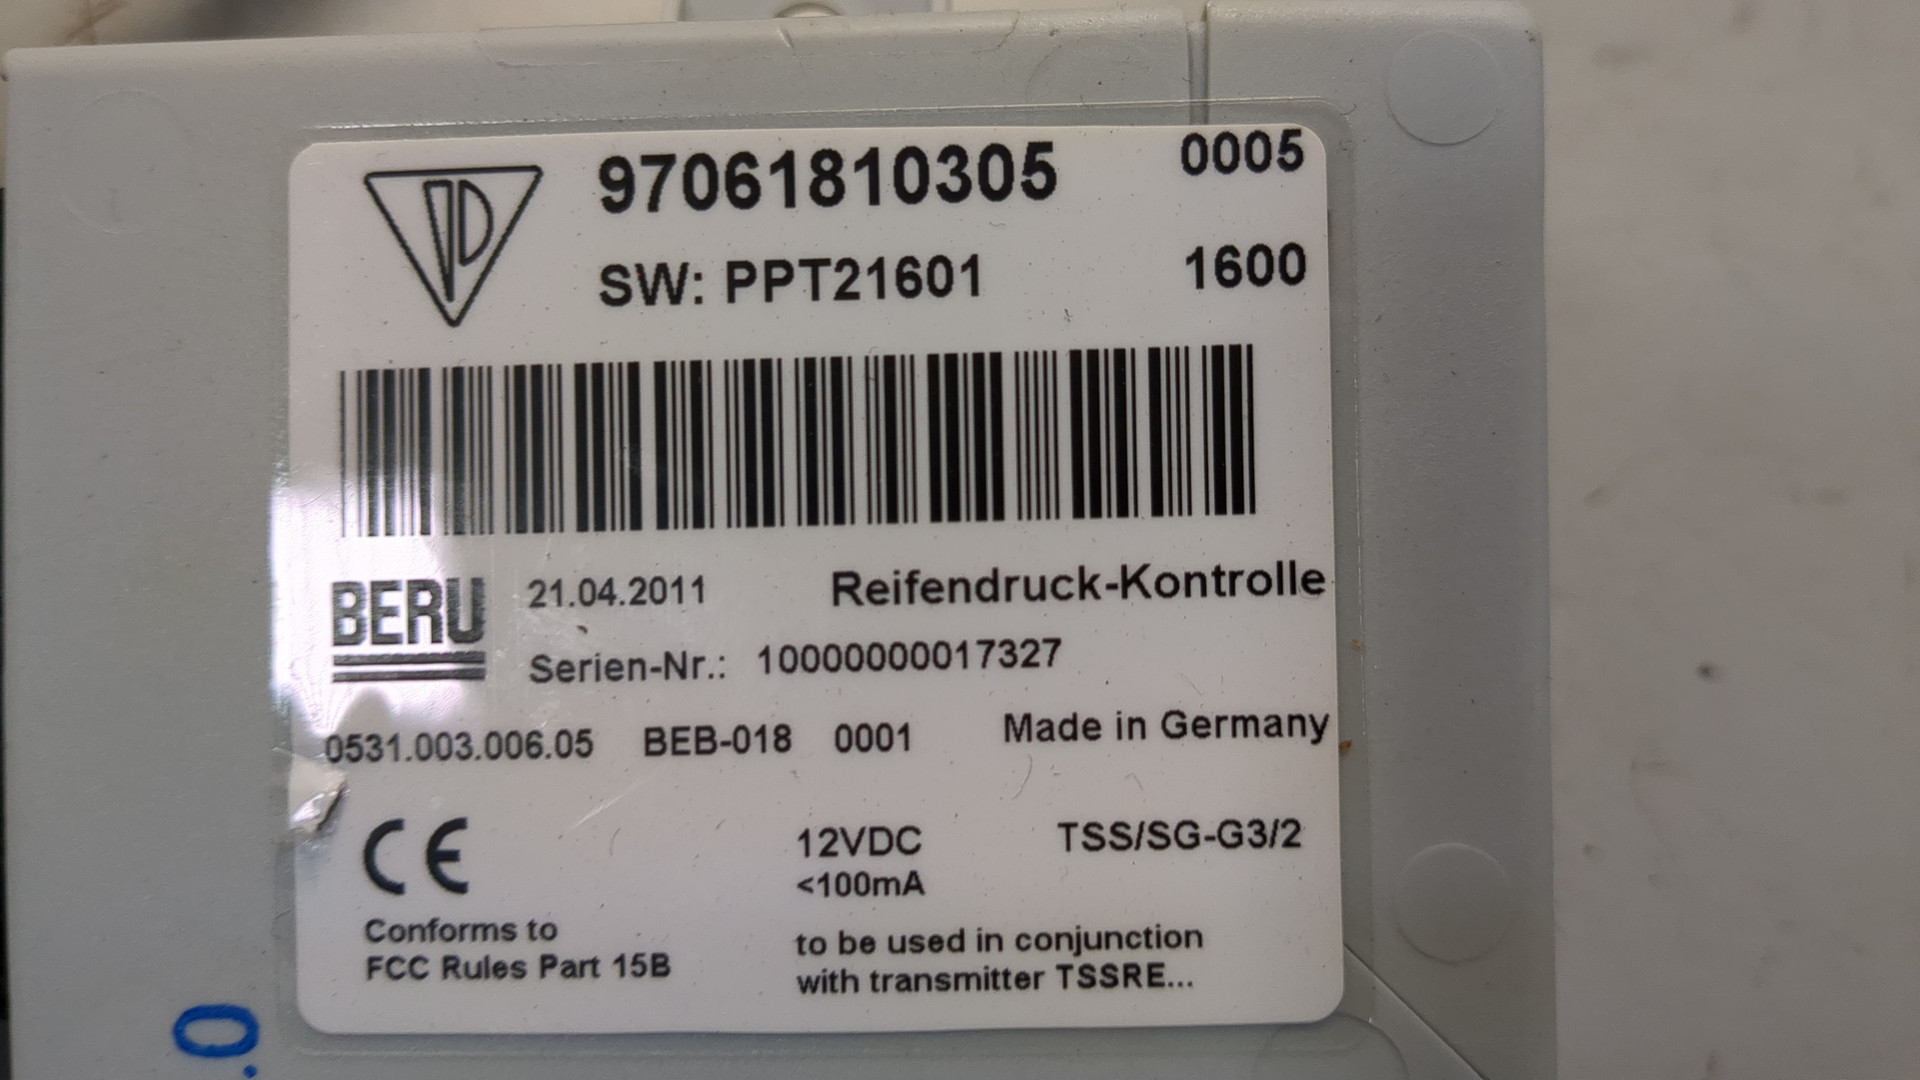 97061810305 0005
SW: PPT21601 1600
BERU 21.04.2011 Reifendruck-Kontrolle
Serien-Nr.: 10000000017327
0531.003.006.05 BEB-018 0001 Made in Germany
CE 12VDC TSS/SG-G3/2
<100mA
Conforms to
FCC Rules Part 15B
to be used in conjunction
with transmitter TSSRE...
0.